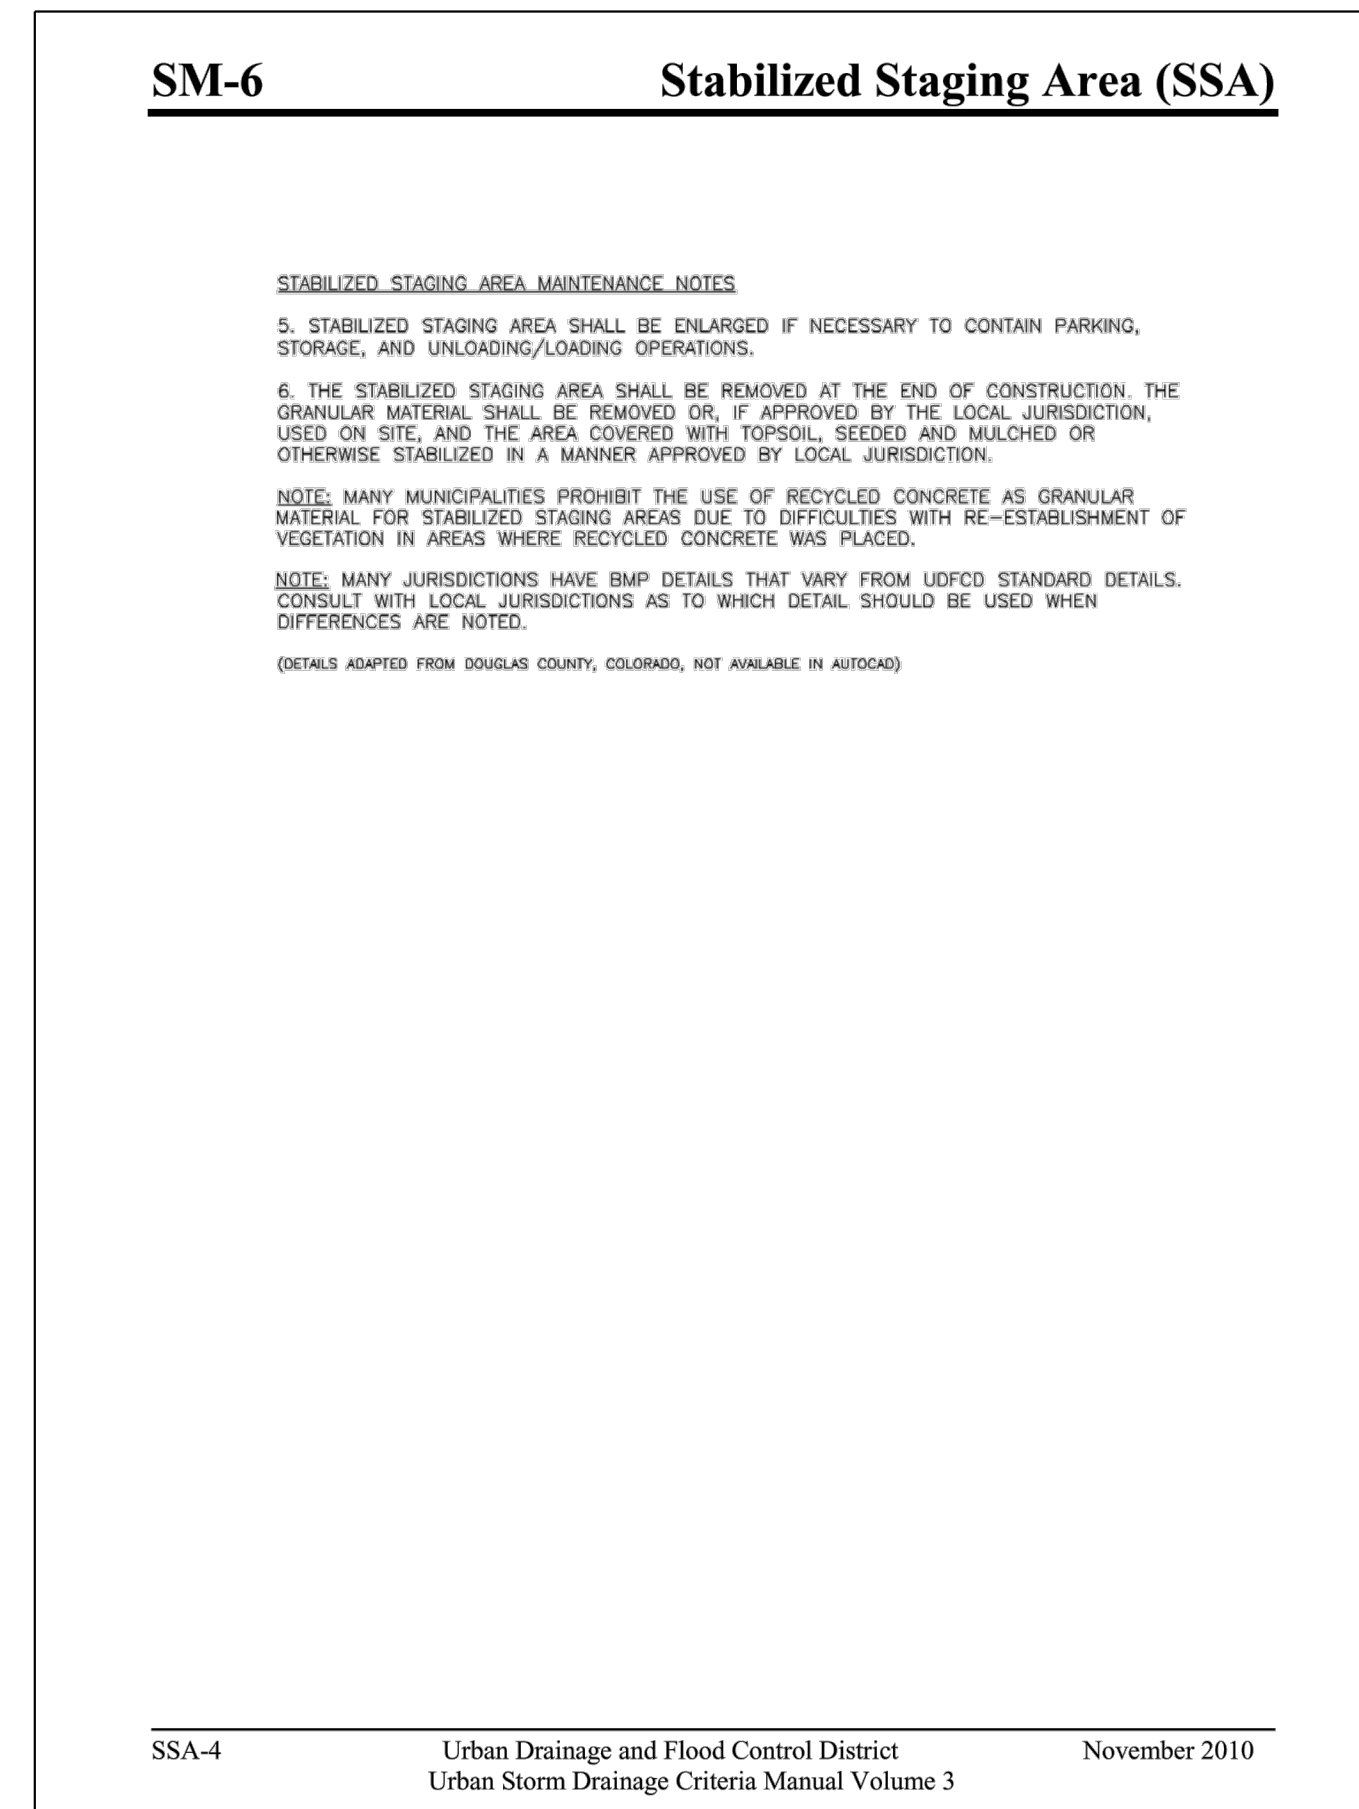 SM-6 Stabilized Staging Area (SSA)
STABILIZED STAGING AREA MAINTENANCE NOTES
5. STABILIZED STAGING AREA SHALL BE ENLARGED IF NECESSARY TO CONTAIN PARKING,
STORAGE, AND UNLOADING/LOADING OPERATIONS.
6. THE STABILIZED STAGING AREA SHALL BE REMOVED AT THE END OF CONSTRUCTION. THE
GRANULAR MATERIAL SHALL BE REMOVED OR, IF APPROVED BY THE LOCAL JURISDICTION,
USED ON SITE, AND THE AREA COVERED WITH TOPSOIL, SEEDED AND MULCHED OR
OTHERWISE STABILIZED IN A MANNER APPROVED BY LOCAL JURISDICTION.
NOTE: MANY MUNICIPALITIES PROHIBIT THE USE OF RECYCLED CONCRETE AS GRANULAR
MATERIAL FOR STABILIZED STAGING AREAS DUE TO DIFFICULTIES WITH RE-ESTABLISHMENT OF
VEGETATION IN AREAS WHERE RECYCLED CONCRETE WAS PLACED.
NOTE: MANY JURISDICTIONS HAVE BMP DETAILS THAT VARY FROM UDFCD STANDARD DETAILS.
CONSULT WITH LOCAL JURISDICTIONS AS TO WHICH DETAIL SHOULD BE USED WHEN
DIFFERENCES ARE NOTED.
(DETAILS ADAPTED FROM DOUGLAS COUNTY, COLORADO, NOT AVAILABLE IN AUTOCAD)
SSA-4 Urban Drainage and Flood Control District November 2010
Urban Storm Drainage Criteria Manual Volume 3